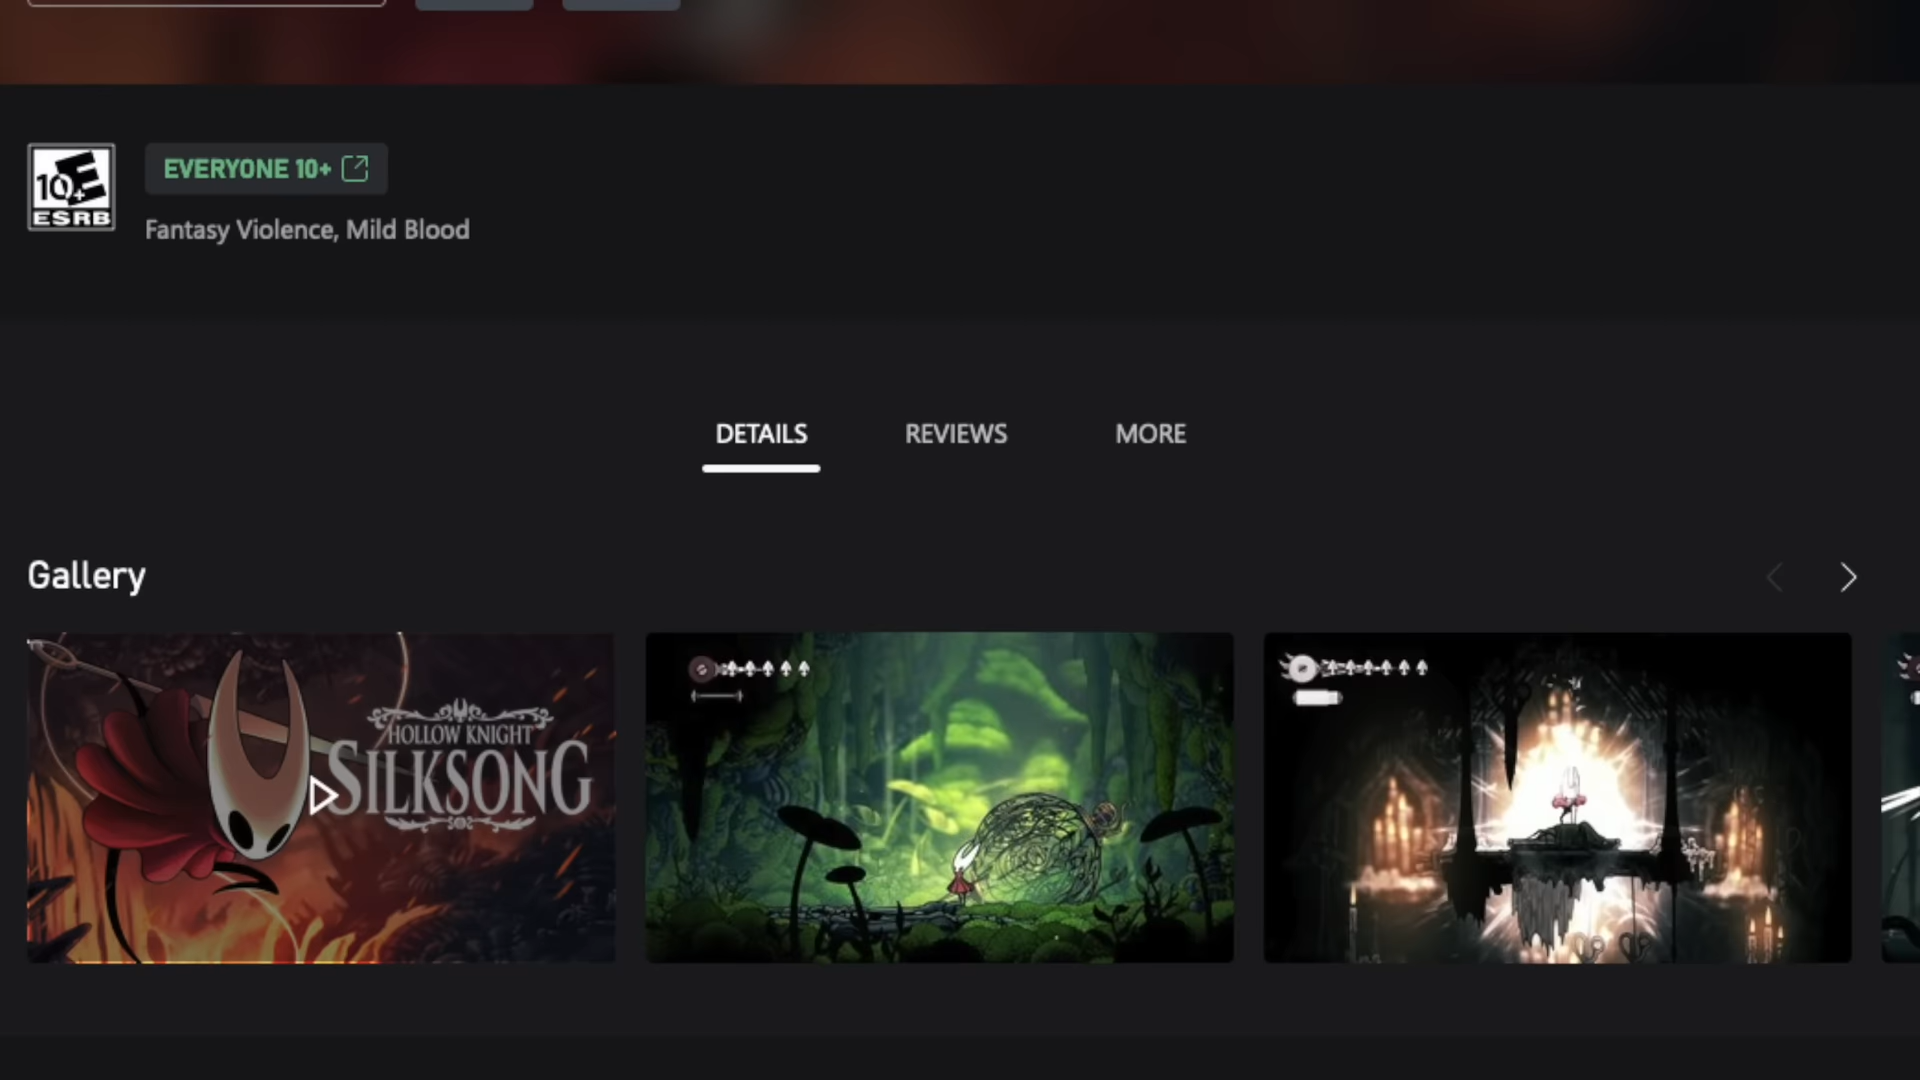 10+
E
ESRB
EVERYONE 10+
Fantasy Violence, Mild Blood
DETAILS
REVIEWS
MORE
Gallery
HOLLOW KNIGHT
SILKSONG